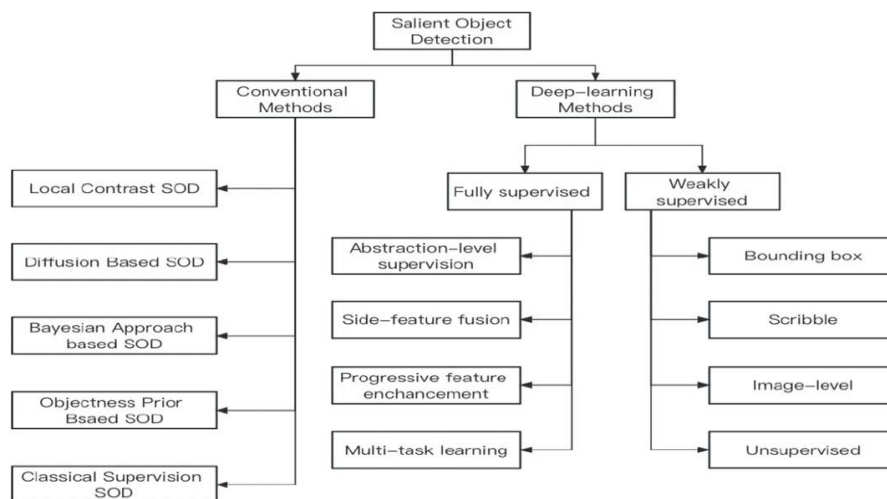 Salient Object
Detection
Conventional
Methods
Deep-learning
Methods
Local Contrast SOD
Diffusion Based SOD
Bayesian Approach
based SOD
Objectness Prior
Bsaed SOD
Classical Supervision
SOD
Fully supervised
Abstraction-level
supervision
Side-feature fusion
Progressive feature
enchancement
Multi-task learning
Weakly
supervised
Bounding box
Scribble
Image-level
Unsupervised